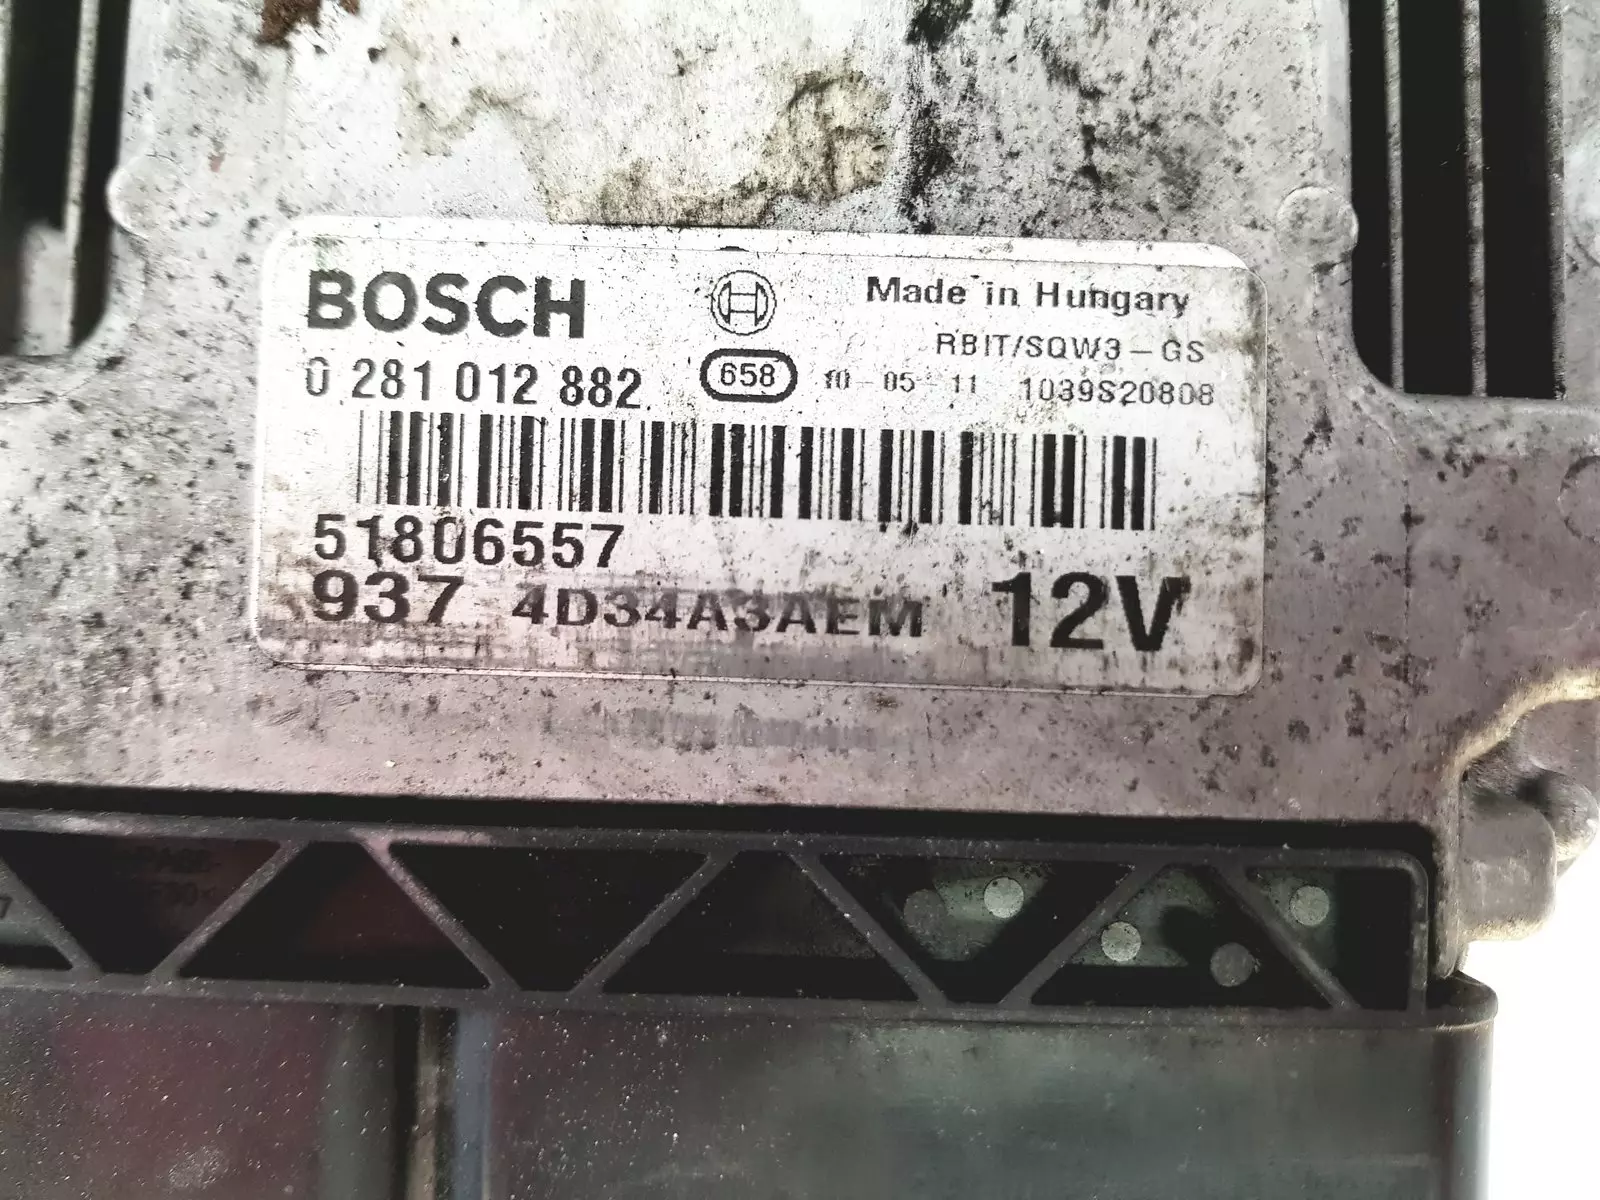 BOSCH
Made in Hungary
RBIT/SQW3-GS
0 281 012 882
658
10-05-11 1039S20808
51806557
937 4D34A3AEM 12V